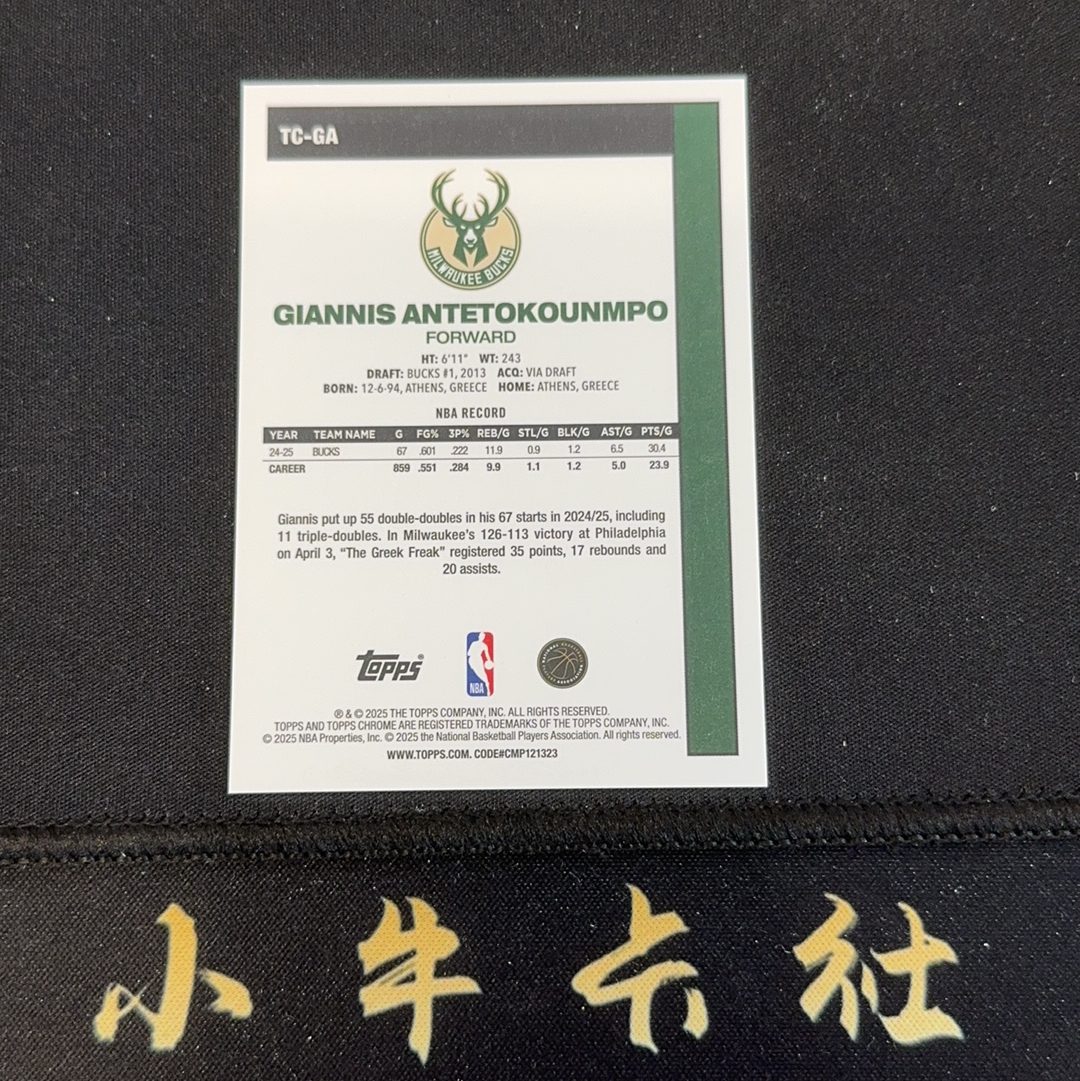 TC-GA
MILWAUKEE BUCKS
GIANNIS ANTETOKOUNMPO
FORWARD
HT: 6'11" WT: 243
DRAFT: BUCKS #1, 2013 ACQ: VIA DRAFT
BORN: 12-6-94, ATHENS, GREECE HOME: ATHENS, GREECE
NBA RECORD
YEAR TEAM NAME G FG% 3P% REB/G STL/G BLK/G AST/G PTS/G
24-25 BUCKS 67 .601 .222 11.9 0.9 1.2 6.5 30.4
CAREER 859 .551 .284 9.9 1.1 1.2 5.0 23.9
Giannis put up 55 double-doubles in his 67 starts in 2024/25, including
11 triple-doubles. In Milwaukee's 126-113 victory at Philadelphia
on April 3, “The Greek Freak” registered 35 points, 17 rebounds and
20 assists.
topps®
NBA
® & © 2025 THE TOPPS COMPANY, INC. ALL RIGHTS RESERVED.
TOPPS AND TOPPS CHROME ARE REGISTERED TRADEMARKS OF THE TOPPS COMPANY, INC.
© 2025 NBA Properties, Inc. © 2025 the National Basketball Players Association. All rights reserved.
WWW.TOPPS.COM. CODE#CMP121323
小牛卡社